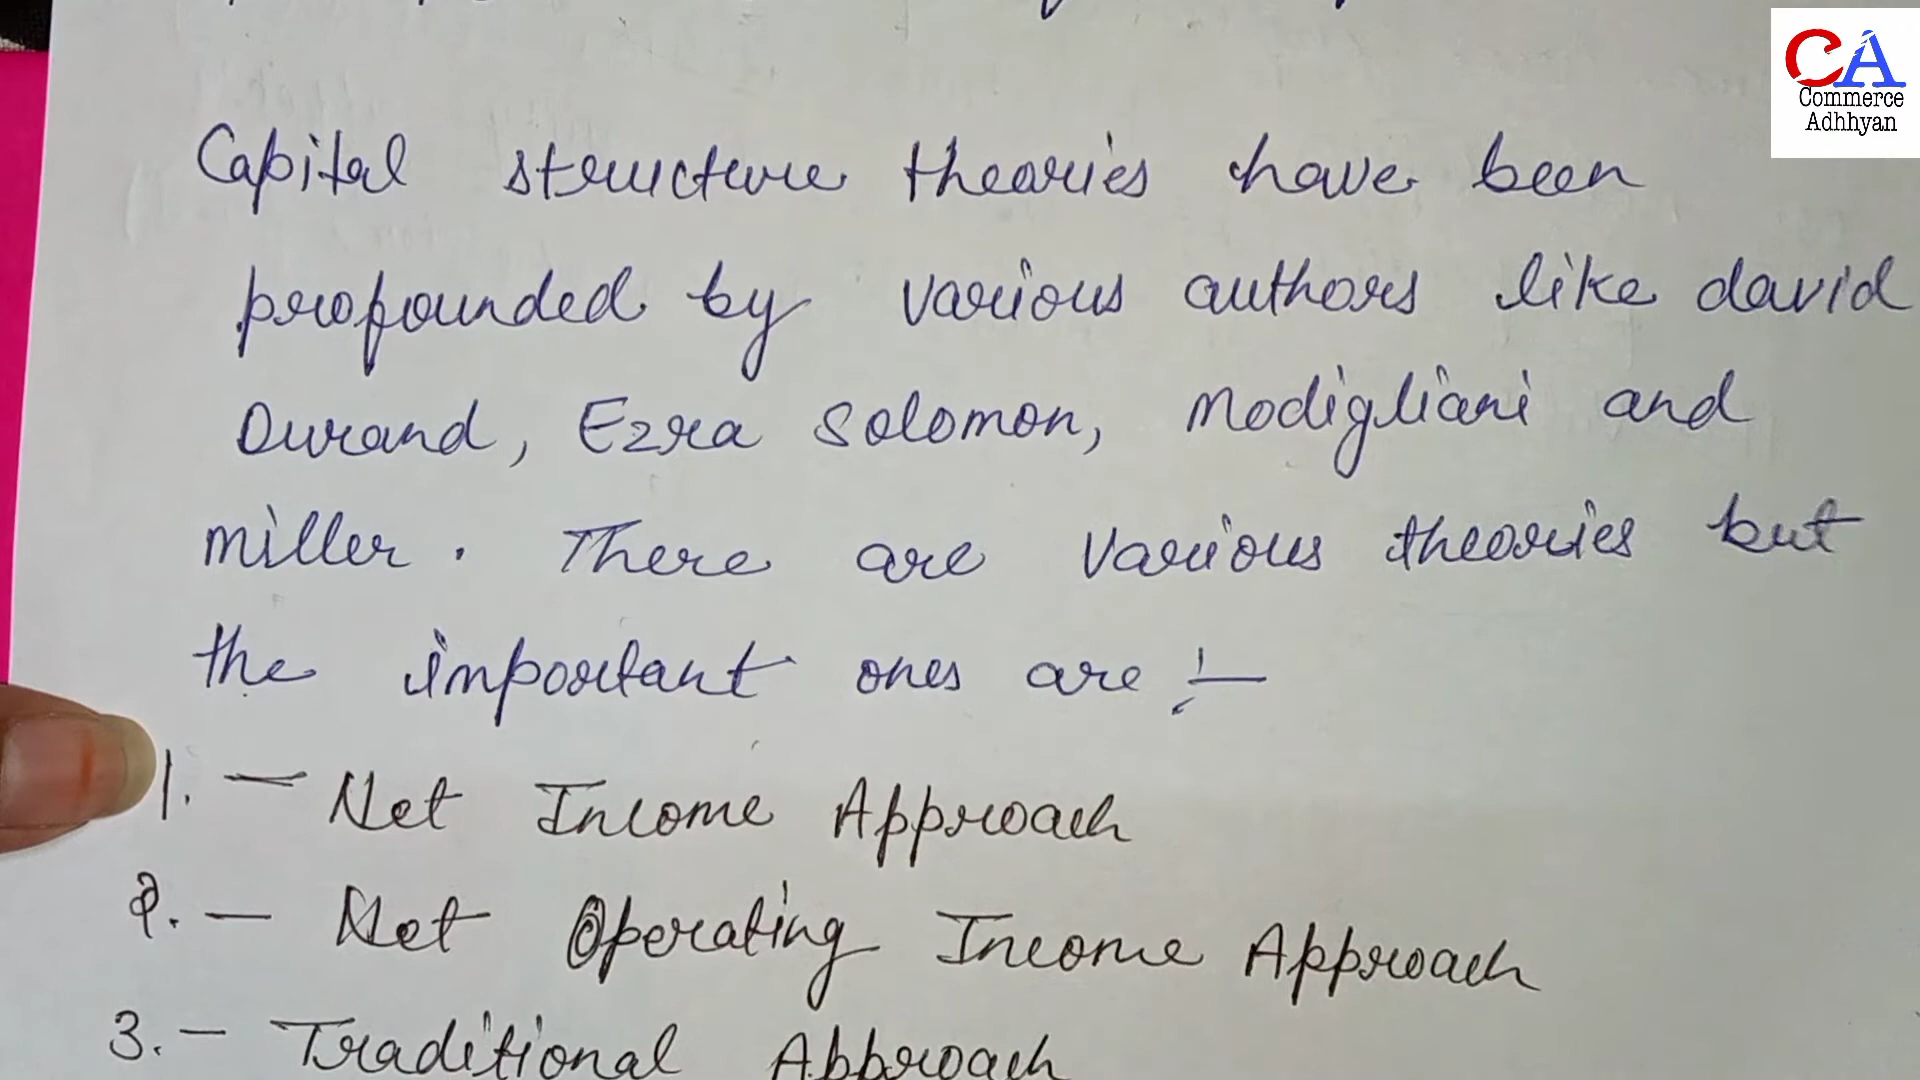 Capital structure theories have been
profounded by various authors like david
Durand, Ezra Solomon, Modigliani and
miller. There are various theories but
the important ones are :-
1. - Net Income Approach
2. - Net Operating Income Approach
3. - Traditional Approach
CA
Commerce
Adhhyan